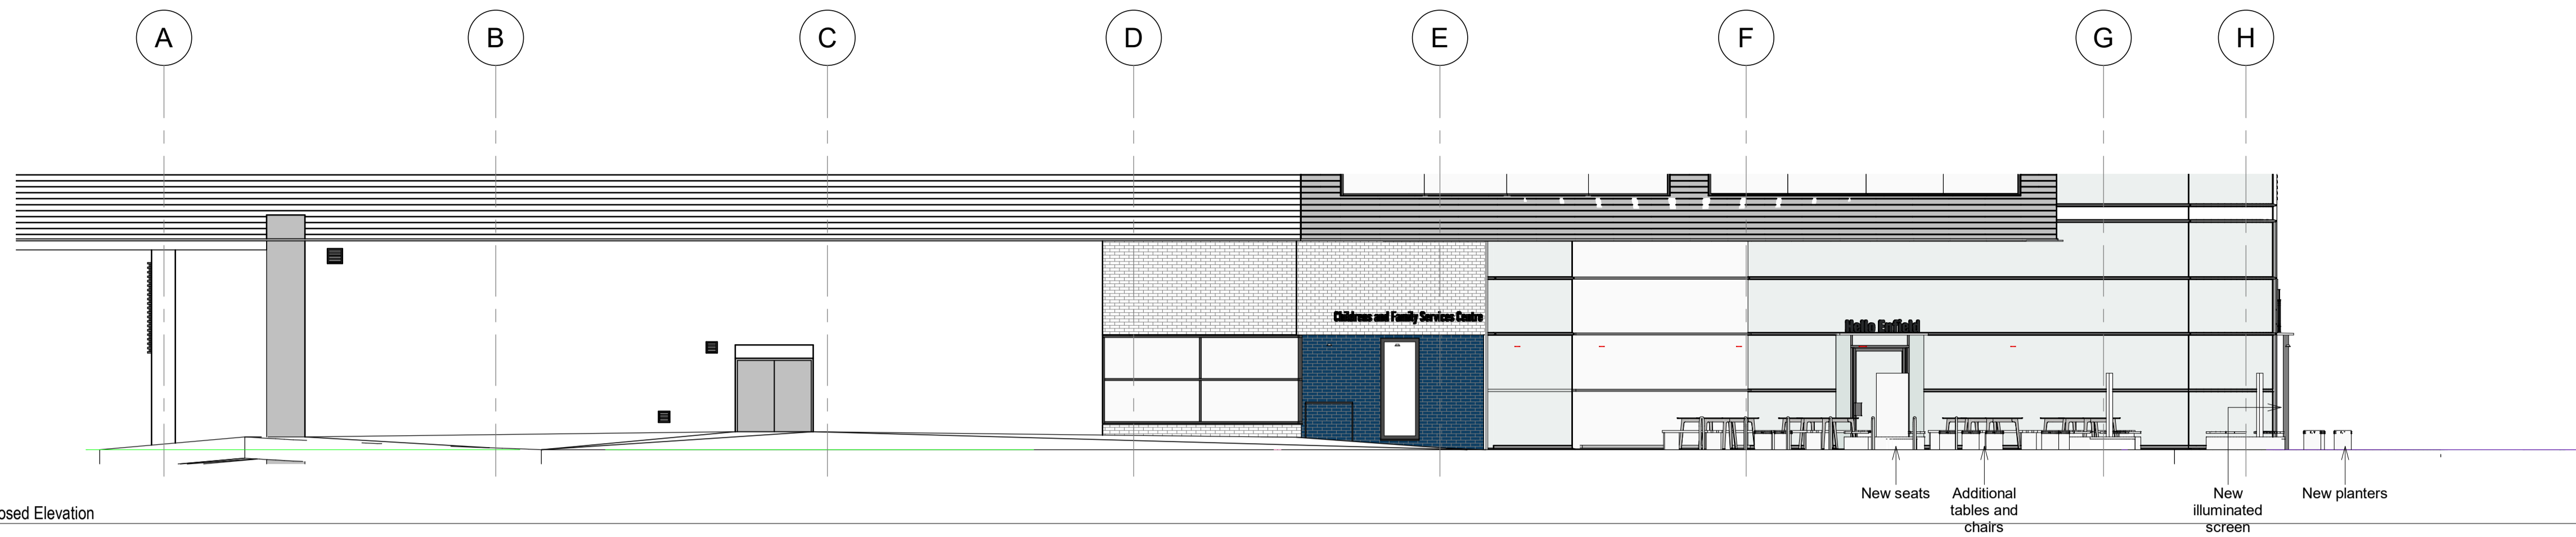 A
B
C
D
E
F
G
H
Childrens and Family Services Centre
Hello Enfield
New seats
Additional
tables and
chairs
New
illuminated
screen
New planters
osed Elevation